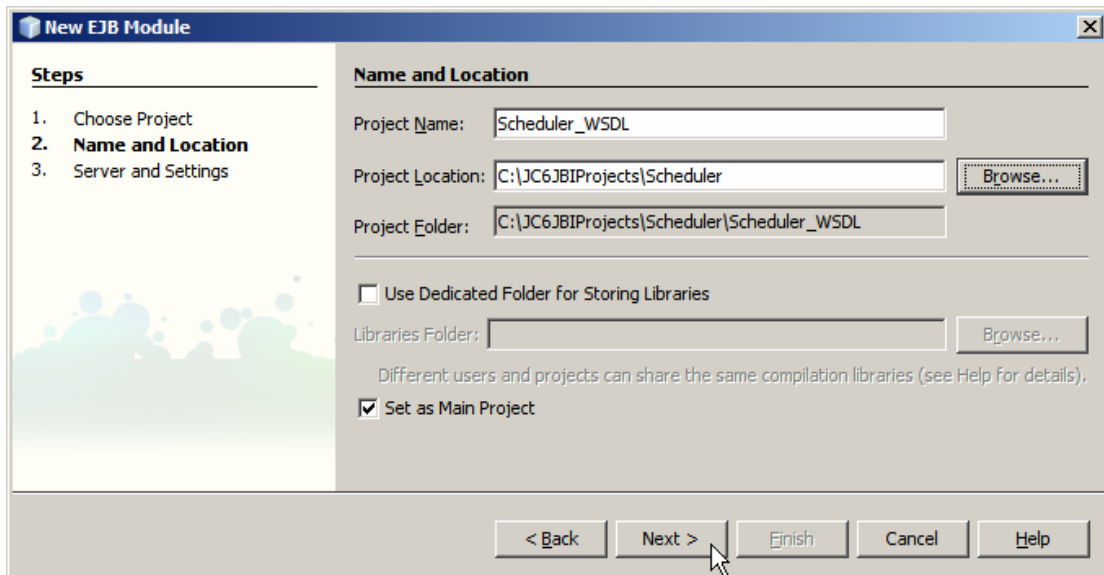 New EJB Module
Steps
1. Choose Project
2. Name and Location
3. Server and Settings
Name and Location
Project Name: Scheduler_WSDL
Project Location: C:\JC6JBIProjects\Scheduler Browse...
Project Folder: C:\JC6JBIProjects\Scheduler\Scheduler_WSDL
Use Dedicated Folder for Storing Libraries
Libraries Folder: Browse...
Different users and projects can share the same compilation libraries (see Help for details).
Set as Main Project
< Back Next > Finish Cancel Help